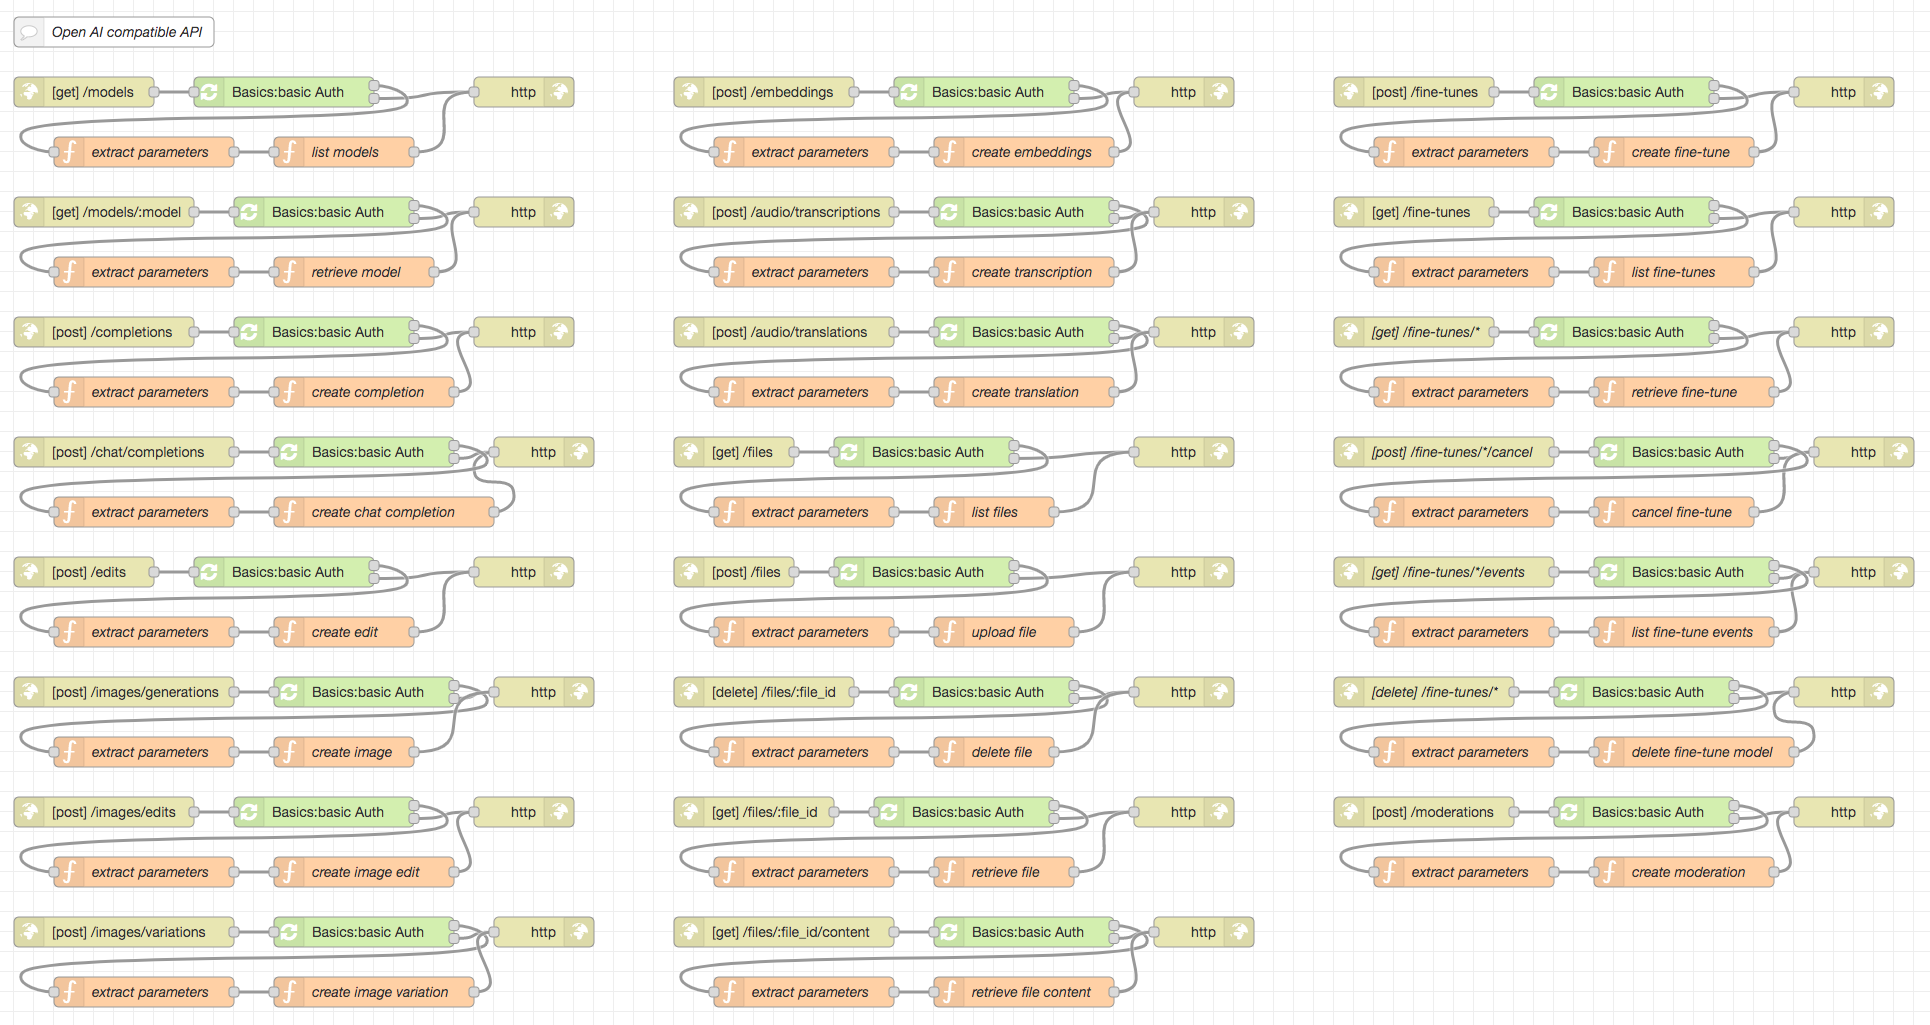 Open AI compatible API
[get] /models
Basics:basic Auth
http
extract parameters
list models
[get] /models/:model
Basics:basic Auth
http
extract parameters
retrieve model
[post] /completions
Basics:basic Auth
http
extract parameters
create completion
[post] /chat/completions
Basics:basic Auth
http
extract parameters
create chat completion
[post] /edits
Basics:basic Auth
http
extract parameters
create edit
[post] /images/generations
Basics:basic Auth
http
extract parameters
create image
[post] /images/edits
Basics:basic Auth
http
extract parameters
create image edit
[post] /images/variations
Basics:basic Auth
http
extract parameters
create image variation
[post] /embeddings
Basics:basic Auth
http
extract parameters
create embeddings
[post] /audio/transcriptions
Basics:basic Auth
http
extract parameters
create transcription
[post] /audio/translations
Basics:basic Auth
http
extract parameters
create translation
[get] /files
Basics:basic Auth
http
extract parameters
list files
[post] /files
Basics:basic Auth
http
extract parameters
upload file
[delete] /files/:file_id
Basics:basic Auth
http
extract parameters
delete file
[get] /files/:file_id
Basics:basic Auth
http
extract parameters
retrieve file
[get] /files/:file_id/content
Basics:basic Auth
http
extract parameters
retrieve file content
[post] /fine-tunes
Basics:basic Auth
http
extract parameters
create fine-tune
[get] /fine-tunes
Basics:basic Auth
http
extract parameters
list fine-tunes
[get] /fine-tunes/*
Basics:basic Auth
http
extract parameters
retrieve fine-tune
[post] /fine-tunes/*/cancel
Basics:basic Auth
http
extract parameters
cancel fine-tune
[get] /fine-tunes/*/events
Basics:basic Auth
http
extract parameters
list fine-tune events
[delete] /fine-tunes/*
Basics:basic Auth
http
extract parameters
delete fine-tune model
[post] /moderations
Basics:basic Auth
http
extract parameters
create moderation